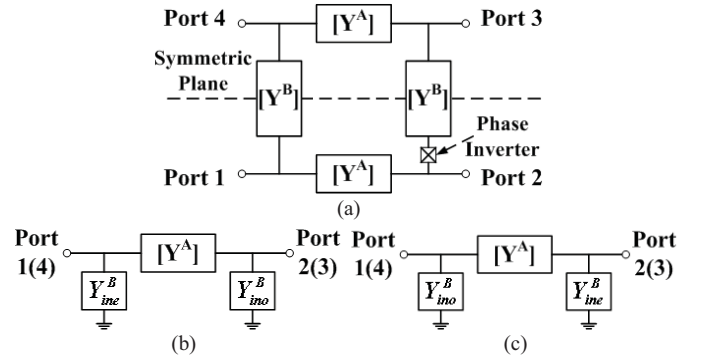 Port 4
[Y^A]
Port 3
Symmetric
Plane
[Y^B]
[Y^B]
Phase
Inverter
Port 1
[Y^A]
Port 2
(a)
Port
1(4)
[Y^A]
Port
2(3)
Y^B_ine
Y^B_ino
(b)
Port
1(4)
[Y^A]
Port
2(3)
Y^B_ino
Y^B_ine
(c)